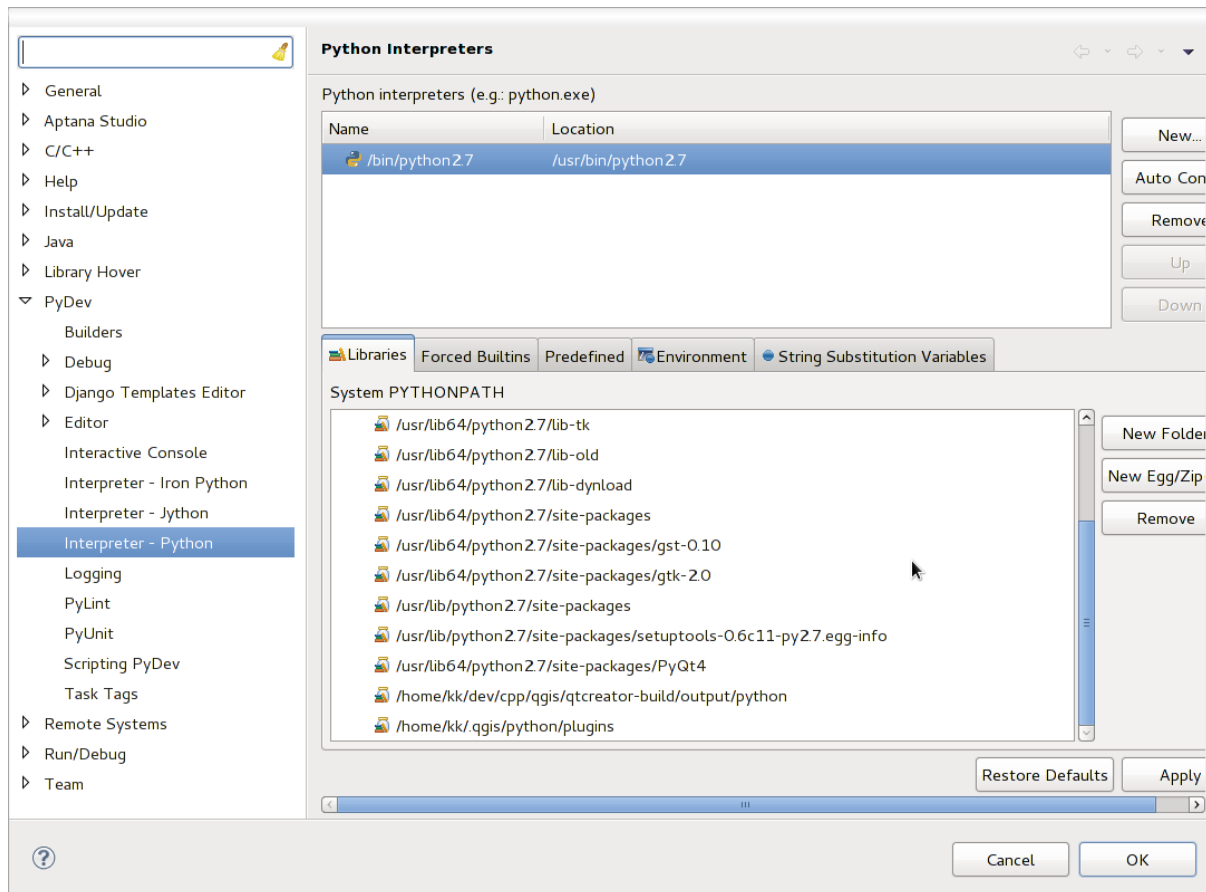 Python Interpreters
General
Aptana Studio
C/C++
Help
Install/Update
Java
Library Hover
PyDev
Builders
Debug
Django Templates Editor
Editor
Interactive Console
Interpreter - Iron Python
Interpreter - Jython
Interpreter - Python
Logging
PyLint
PyUnit
Scripting PyDev
Task Tags
Remote Systems
Run/Debug
Team
Python interpreters (e.g.: python.exe)
Name Location
/bin/python2.7 /usr/bin/python2.7
New...
Auto Con
Remove
Up
Down
Libraries Forced Builtins Predefined Environment String Substitution Variables
System PYTHONPATH
/usr/lib64/python2.7/lib-tk
/usr/lib64/python2.7/lib-old
/usr/lib64/python2.7/lib-dynload
/usr/lib64/python2.7/site-packages
/usr/lib64/python2.7/site-packages/gst-0.10
/usr/lib64/python2.7/site-packages/gtk-2.0
/usr/lib/python2.7/site-packages
/usr/lib/python2.7/site-packages/setuptools-0.6c11-py2.7.egg-info
/usr/lib64/python2.7/site-packages/PyQt4
/home/kk/dev/cpp/qgis/qtcreator-build/output/python
/home/kk/.qgis/python/plugins
New Folder
New Egg/Zip
Remove
Restore Defaults Apply
Cancel OK